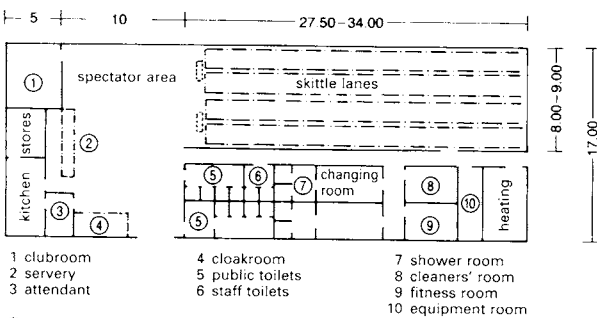 5 10 27.50–34.00
1 spectator area skittle lanes
8.00–9.00
17.00
stores
2
kitchen
3
4
5
6
7
changing room
5
8
9
10
heating
1 clubroom
2 servery
3 attendant
4 cloakroom
5 public toilets
6 staff toilets
7 shower room
8 cleaners' room
9 fitness room
10 equipment room